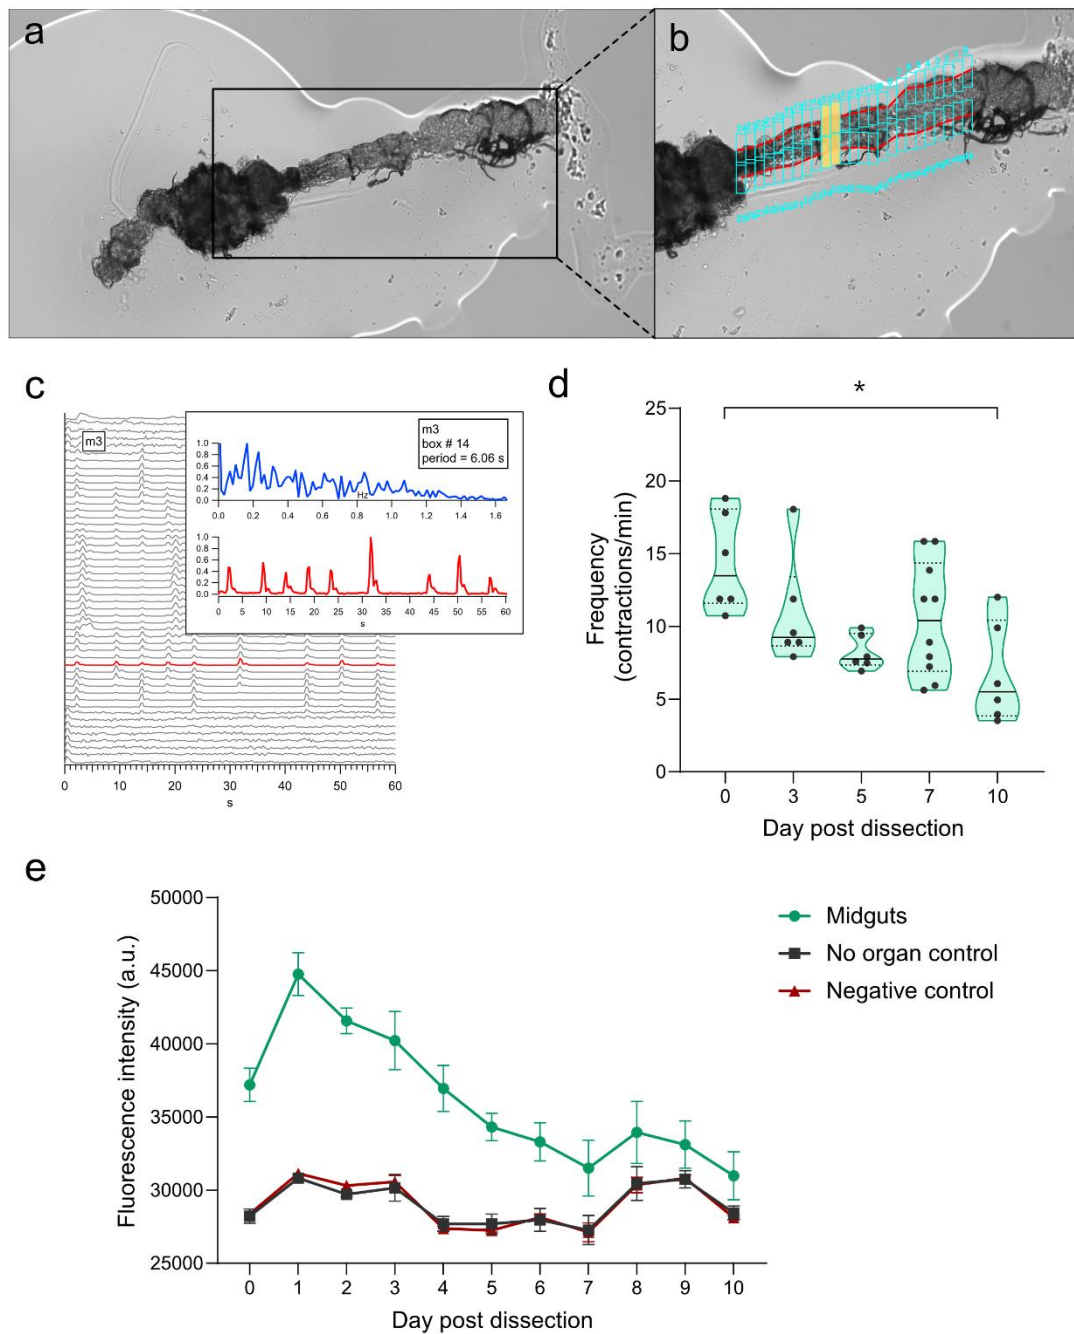 a
b
c
m3
m3
box # 14
period = 6.06 s
1.0
0.8
0.6
0.4
0.2
0.0
Hz
0.0 0.2 0.4 0.6 0.8 1.0 1.2 1.4 1.6
1.0
0.8
0.6
0.4
0.2
0.0
0 5 10 15 20 25 30 35 40 45 50 55 60
s
0 10 20 30 40 50 60
s
d
*
Frequency
(contractions/min)
25
20
15
10
5
0
0 3 5 7 10
Day post dissection
e
Fluorescence intensity (a.u.)
50000
45000
40000
35000
30000
25000
0 1 2 3 4 5 6 7 8 9 10
Day post dissection
Midguts
No organ control
Negative control